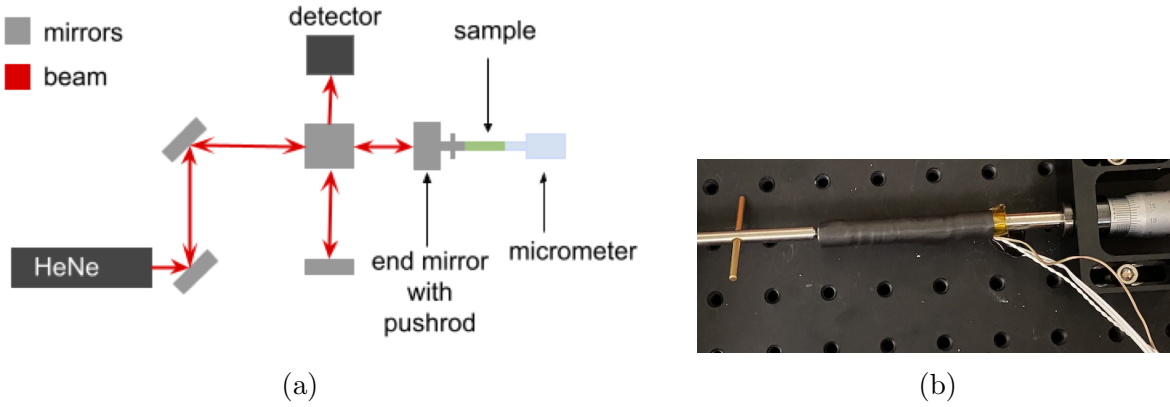 mirrors
beam
detector
sample
HeNe
end mirror
with
pushrod
micrometer
(a)
(b)